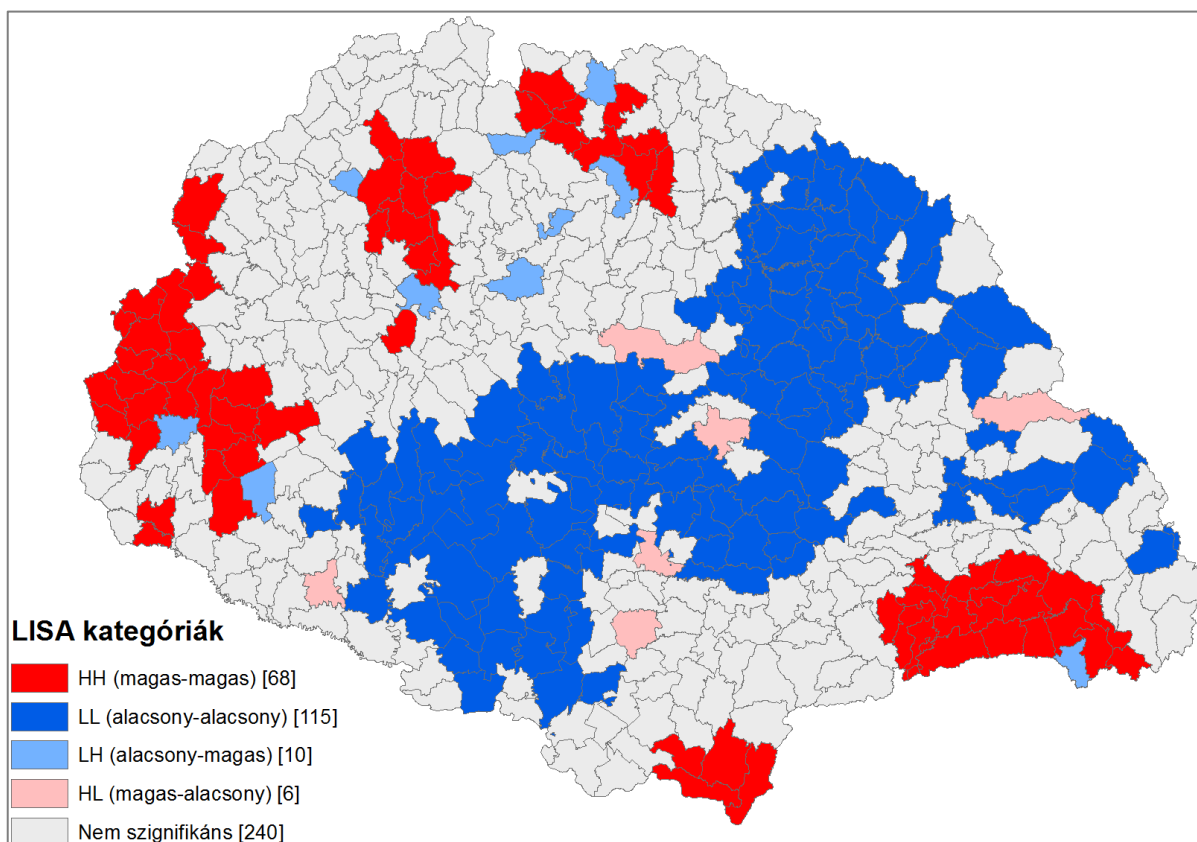 LISA kategóriák
HH (magas-magas) [68]
LL (alacsony-alacsony) [115]
LH (alacsony-magas) [10]
HL (magas-alacsony) [6]
Nem szignifikáns [240]